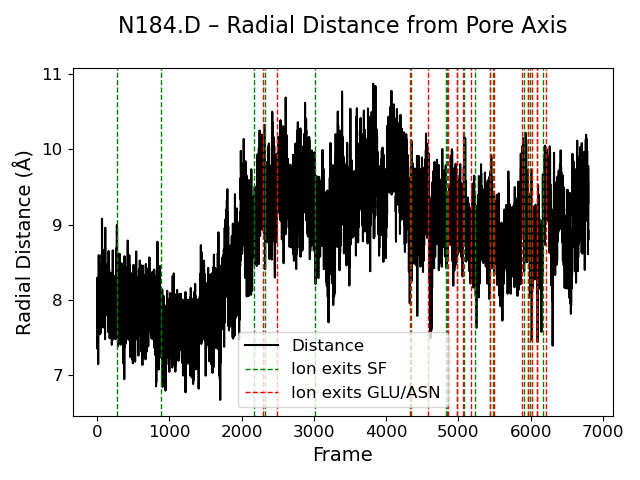 N184.D – Radial Distance from Pore Axis
Radial Distance (Å)
11
10
9
8
7
Distance
Ion exits SF
Ion exits GLU/ASN
0 1000 2000 3000 4000 5000 6000 7000
Frame